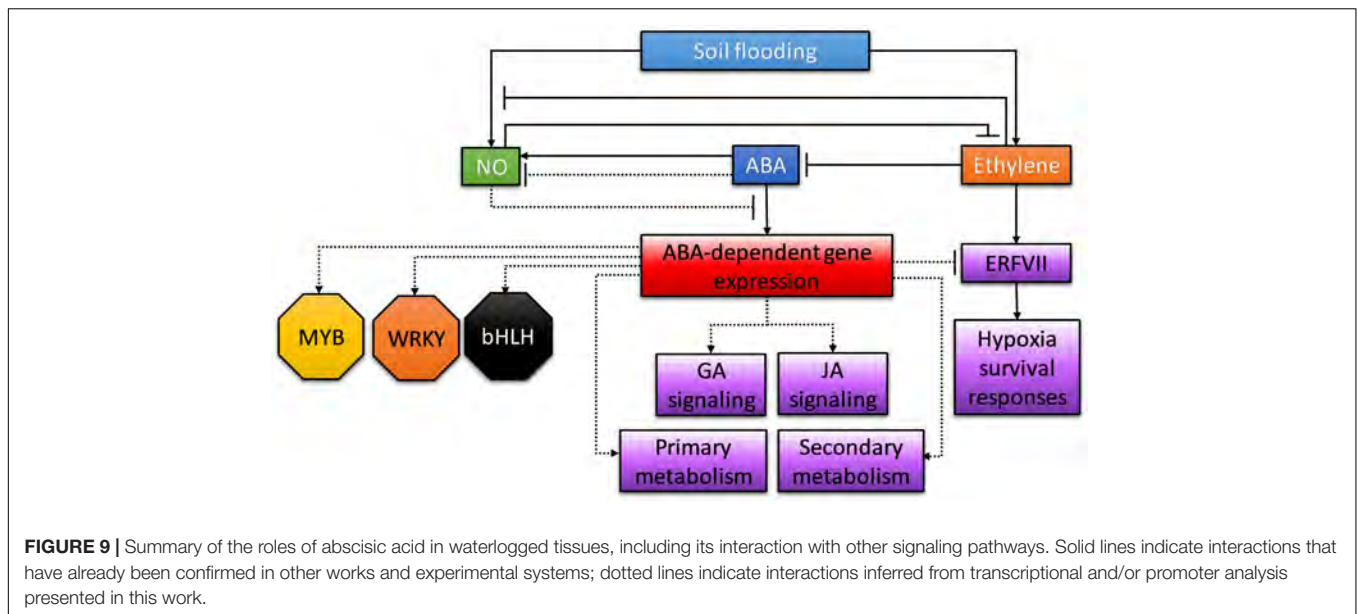 Soil flooding
NO
ABA
Ethylene
ABA-dependent gene
expression
ERFVII
MYB
WRKY
bHLH
GA
signaling
JA
signaling
Hypoxia
survival
responses
Primary
metabolism
Secondary
metabolism
FIGURE 9 | Summary of the roles of abscisic acid in waterlogged tissues, including its interaction with other signaling pathways. Solid lines indicate interactions that
have already been confirmed in other works and experimental systems; dotted lines indicate interactions inferred from transcriptional and/or promoter analysis
presented in this work.